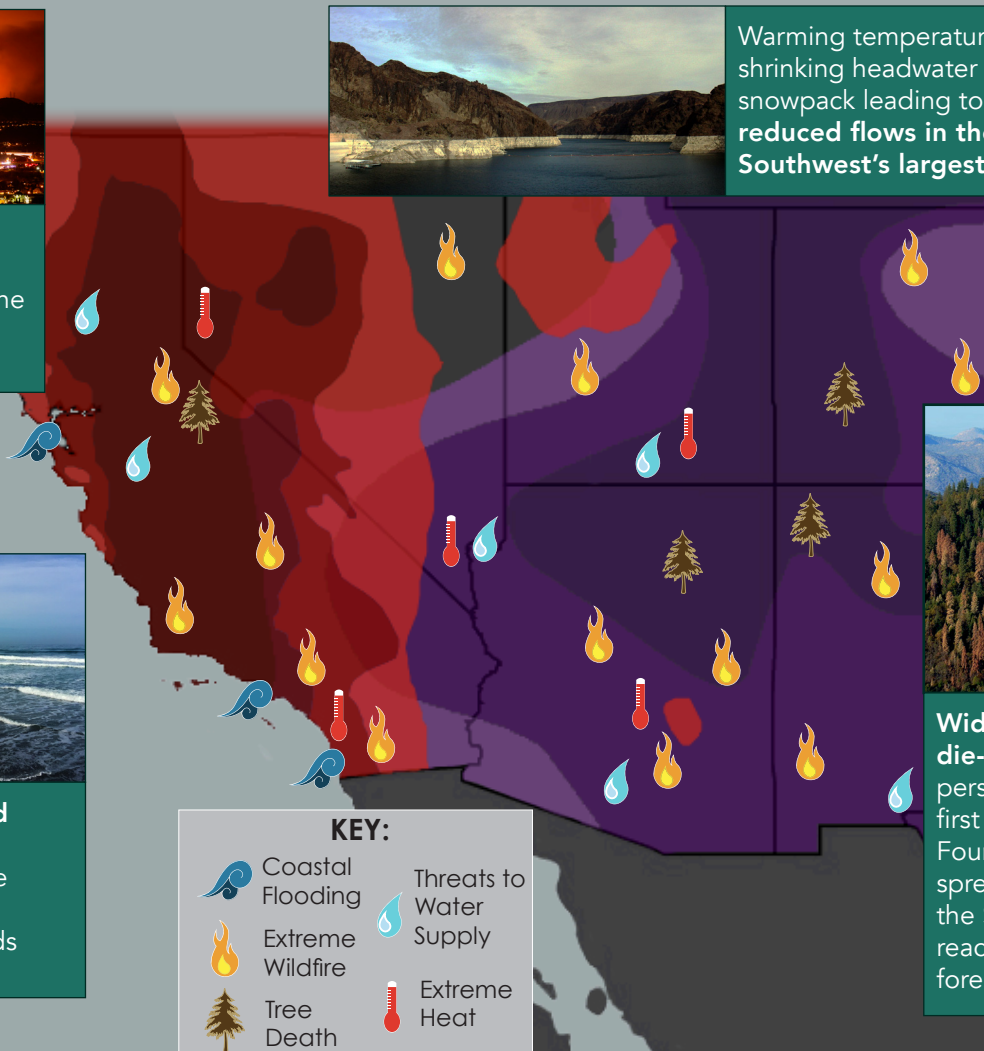 Warming temperatur
shrinking headwater
snowpack leading to
reduced flows in the
Southwest's largest
ne
d
e
ds
Wid
die-
pers
first
Four
spre
the
reac
fore
KEY:
Coastal
Flooding
Extreme
Wildfire
Tree
Death
Threats to
Water
Supply
Extreme
Heat